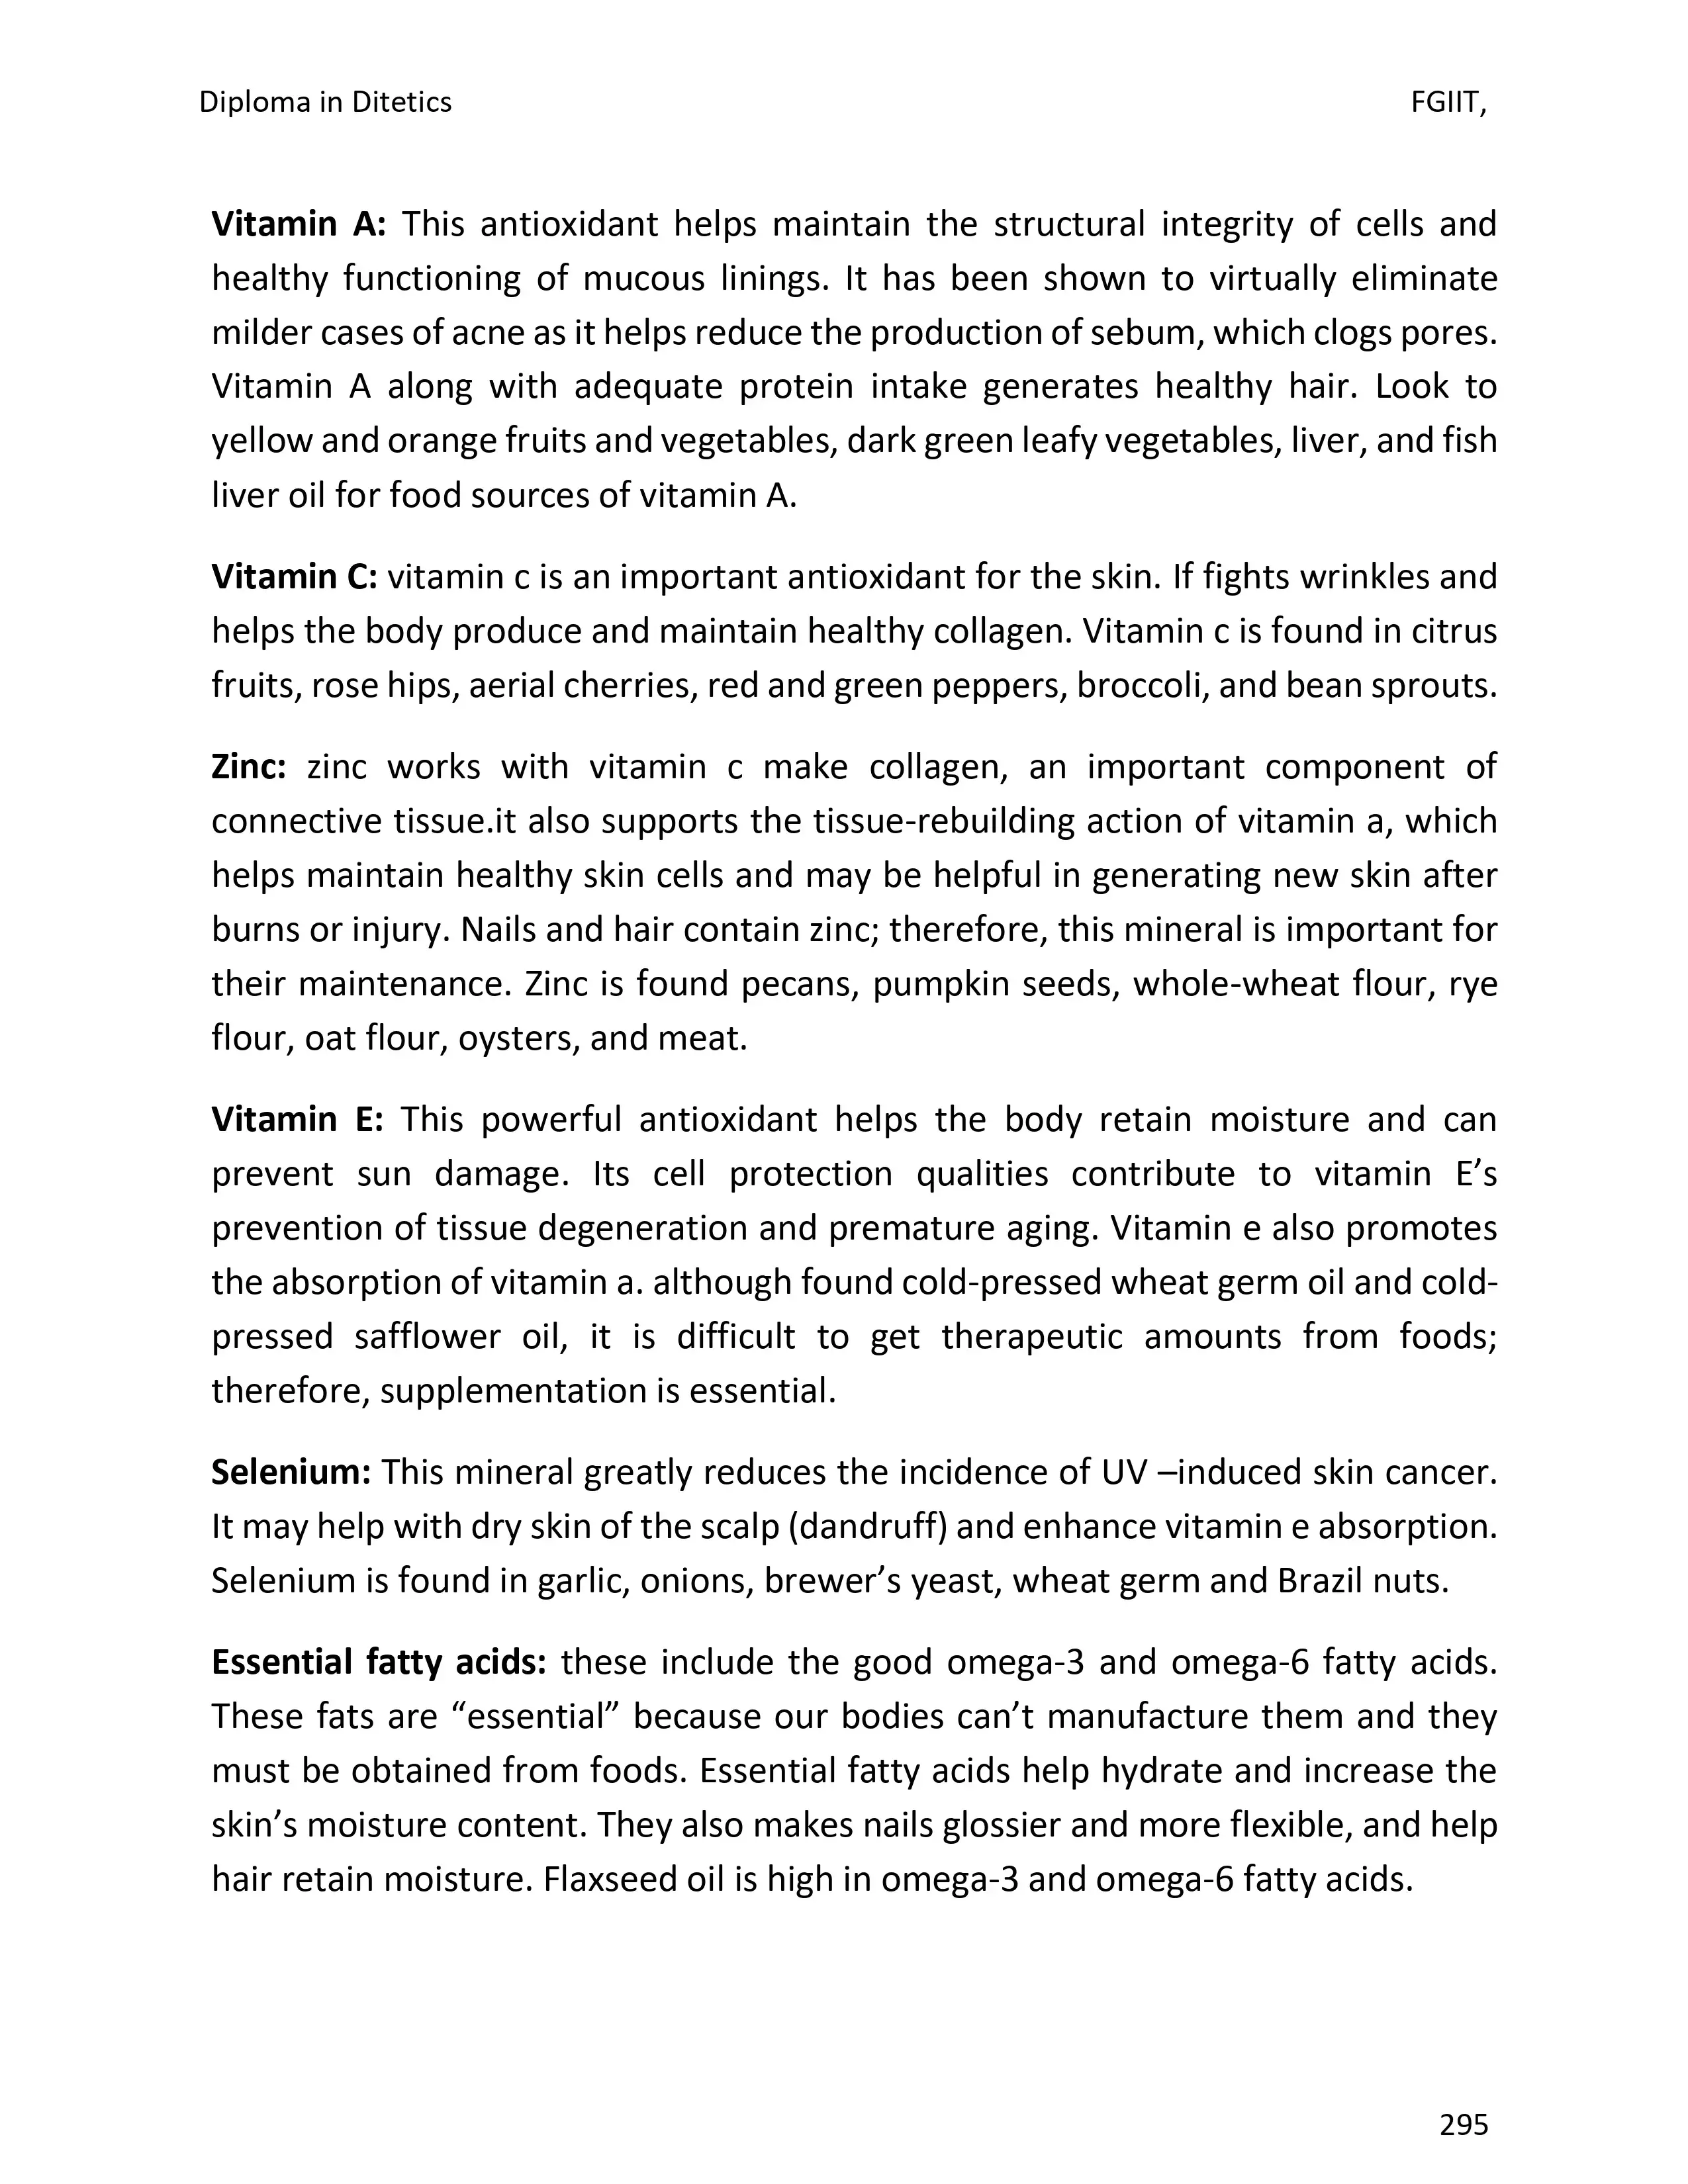 Diploma in Ditetics FGIIT,
Vitamin A: This antioxidant helps maintain the structural integrity of cells and
healthy functioning of mucous linings. It has been shown to virtually eliminate
milder cases of acne as it helps reduce the production of sebum, which clogs pores.
Vitamin A along with adequate protein intake generates healthy hair. Look to
yellow and orange fruits and vegetables, dark green leafy vegetables, liver, and fish
liver oil for food sources of vitamin A.
Vitamin C: vitamin c is an important antioxidant for the skin. If fights wrinkles and
helps the body produce and maintain healthy collagen. Vitamin c is found in citrus
fruits, rose hips, aerial cherries, red and green peppers, broccoli, and bean sprouts.
Zinc: zinc works with vitamin c make collagen, an important component of
connective tissue.it also supports the tissue-rebuilding action of vitamin a, which
helps maintain healthy skin cells and may be helpful in generating new skin after
burns or injury. Nails and hair contain zinc; therefore, this mineral is important for
their maintenance. Zinc is found pecans, pumpkin seeds, whole-wheat flour, rye
flour, oat flour, oysters, and meat.
Vitamin E: This powerful antioxidant helps the body retain moisture and can
prevent sun damage. Its cell protection qualities contribute to vitamin E’s
prevention of tissue degeneration and premature aging. Vitamin e also promotes
the absorption of vitamin a. although found cold-pressed wheat germ oil and cold-
pressed safflower oil, it is difficult to get therapeutic amounts from foods;
therefore, supplementation is essential.
Selenium: This mineral greatly reduces the incidence of UV –induced skin cancer.
It may help with dry skin of the scalp (dandruff) and enhance vitamin e absorption.
Selenium is found in garlic, onions, brewer’s yeast, wheat germ and Brazil nuts.
Essential fatty acids: these include the good omega-3 and omega-6 fatty acids.
These fats are “essential” because our bodies can’t manufacture them and they
must be obtained from foods. Essential fatty acids help hydrate and increase the
skin’s moisture content. They also makes nails glossier and more flexible, and help
hair retain moisture. Flaxseed oil is high in omega-3 and omega-6 fatty acids.
295